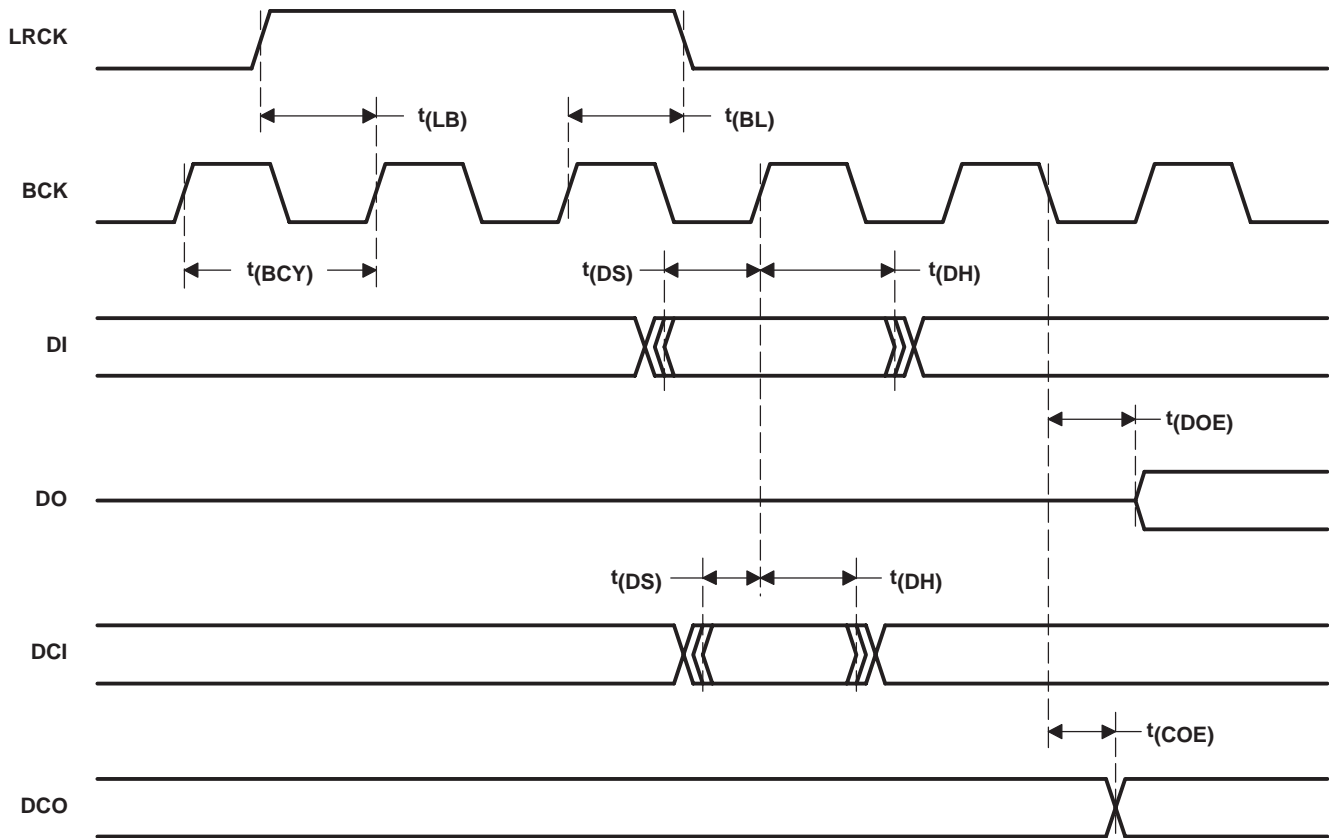 LRCK
t(LB)
t(BL)
BCK
t(BCY)
t(DS)
t(DH)
DI
t(DOE)
DO
t(DS)
t(DH)
DCI
t(COE)
DCO